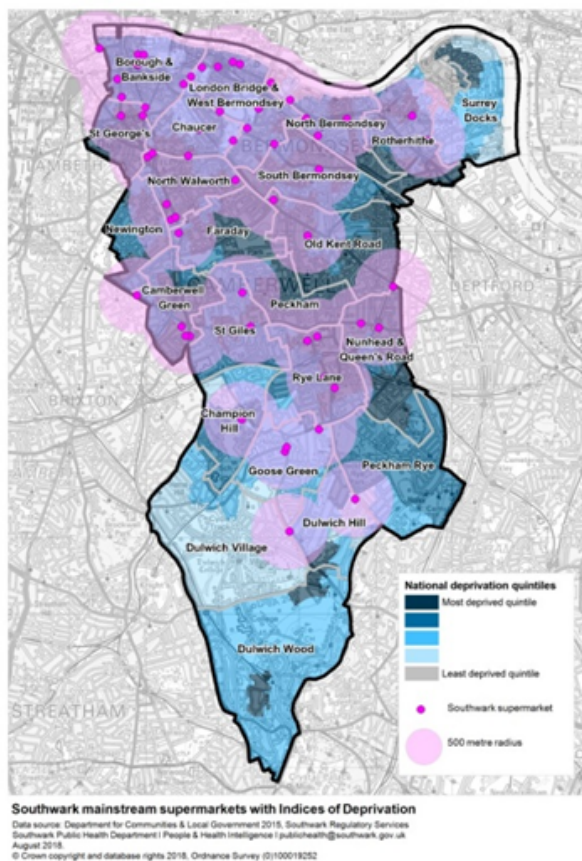 Borough &
Bankside
London Bridge &
West Bermondsey
Surrey
Docks
St George's
Chaucer
North Bermondsey
Rotherhithe
North Walworth
South Bermondsey
Newington
Faraday
Old Kent Road
DEPTFORD
Camberwell
Green
Peckham
St Giles
Nunhead &
Queen's Road
Rye Lane
BRIXTON
Champion
Hill
Goose Green
Peckham Rye
Dulwich Hill
Dulwich Village
Dulwich Wood
STREATHAM
National deprivation quintiles
Most deprived quintile
Least deprived quintile
Southwark supermarket
500 metre radius
Southwark mainstream supermarkets with Indices of Deprivation
Data source: Department for Communities & Local Government 2015, Southwark Regulatory Services
Southwark Public Health Department I People & Health Intelligence I publichealth@southwark.gov.uk
August 2018.
© Crown copyright and database rights 2018, Ordnance Survey (0)100019252